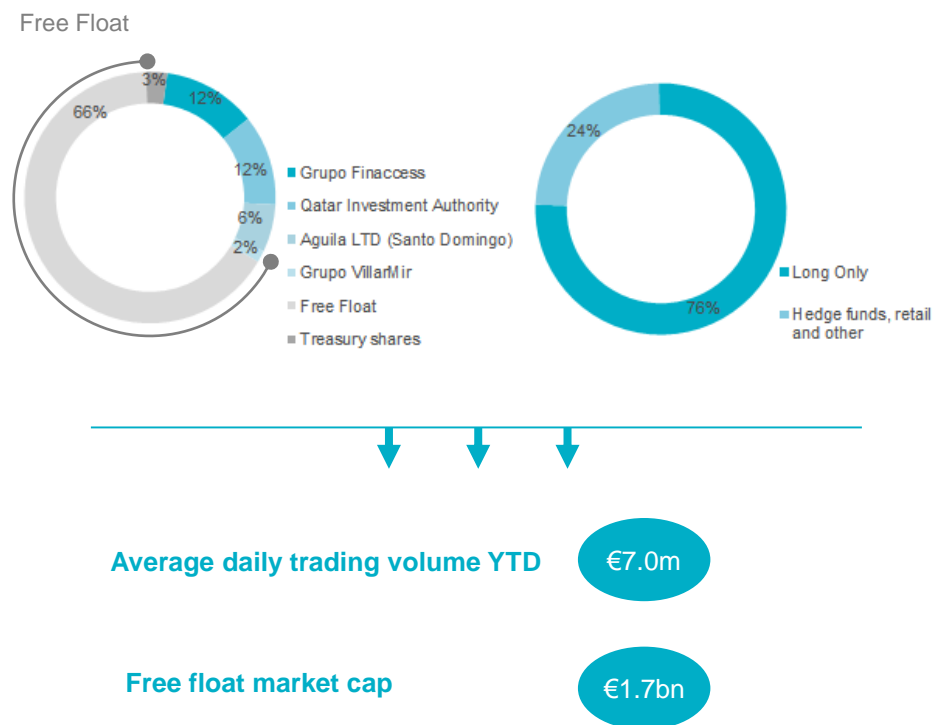 Free Float
3%
12%
66%
12%
6%
2%
Grupo Finaccess
Qatar Investment Authority
Aguila LTD (Santo Domingo)
Grupo VillarMir
Free Float
Treasury shares
24%
76%
Long Only
Hedge funds, retail
and other
Average daily trading volume YTD
€7.0m
Free float market cap
€1.7bn